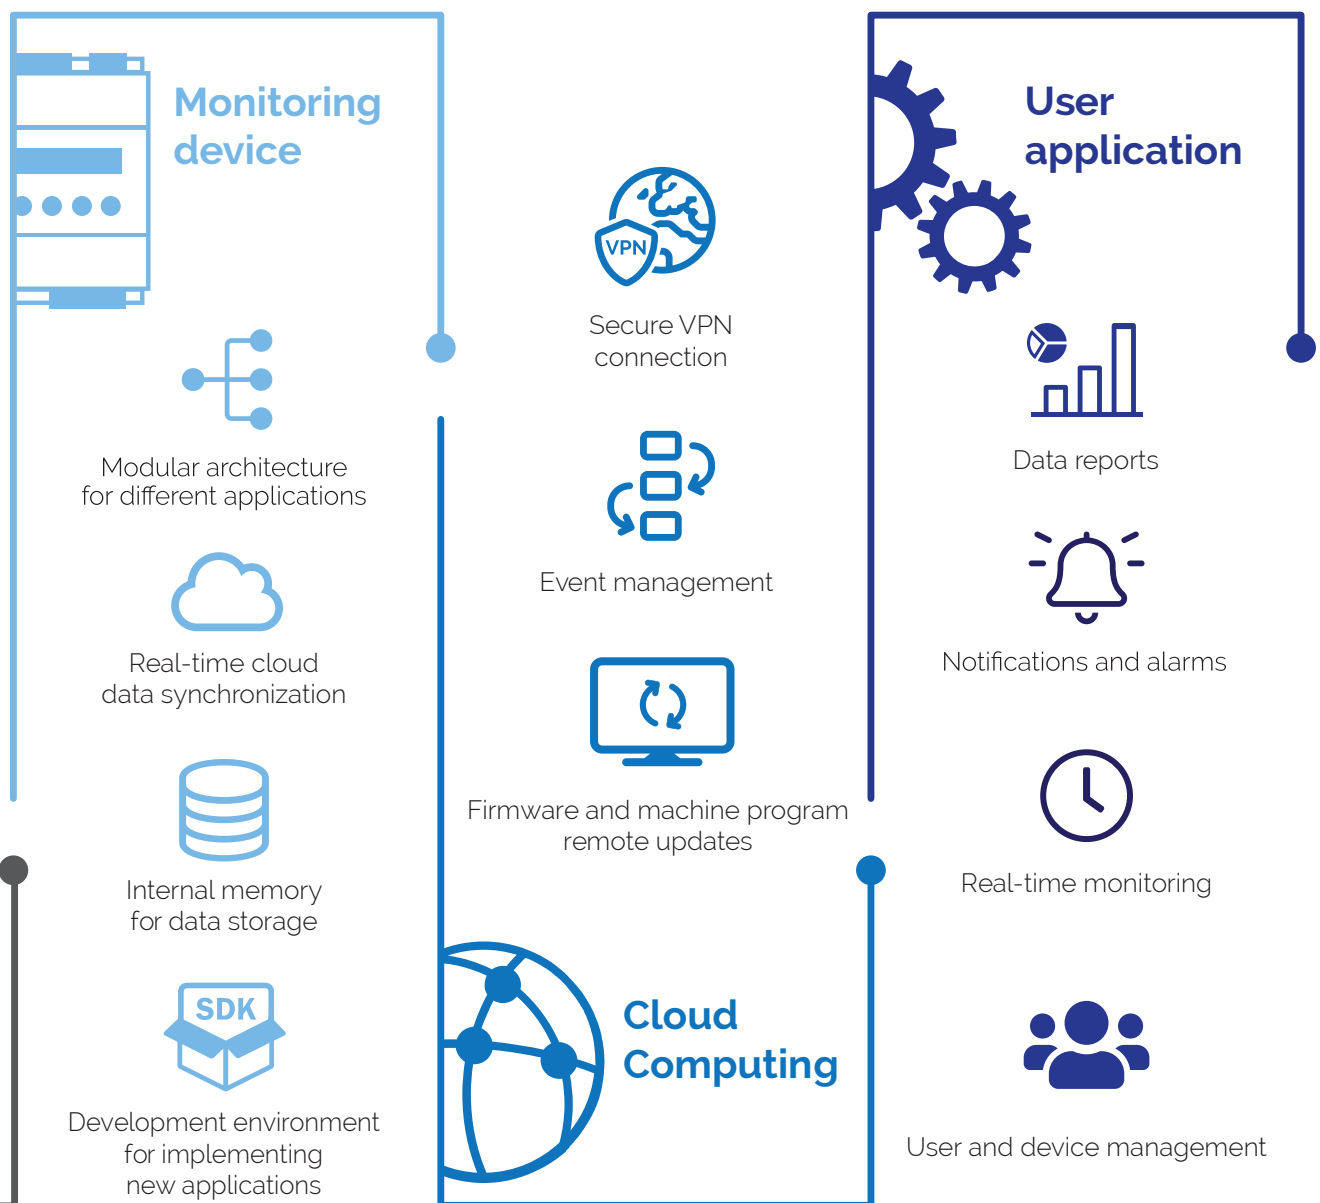 Monitoring
device
Modular architecture
for different applications
Real-time cloud
data synchronization
Internal memory
for data storage
SDK
Development environment
for implementing
new applications
VPN
Secure VPN
connection
Event management
Firmware and machine program
remote updates
Cloud
Computing
User
application
Data reports
Notifications and alarms
Real-time monitoring
User and device management